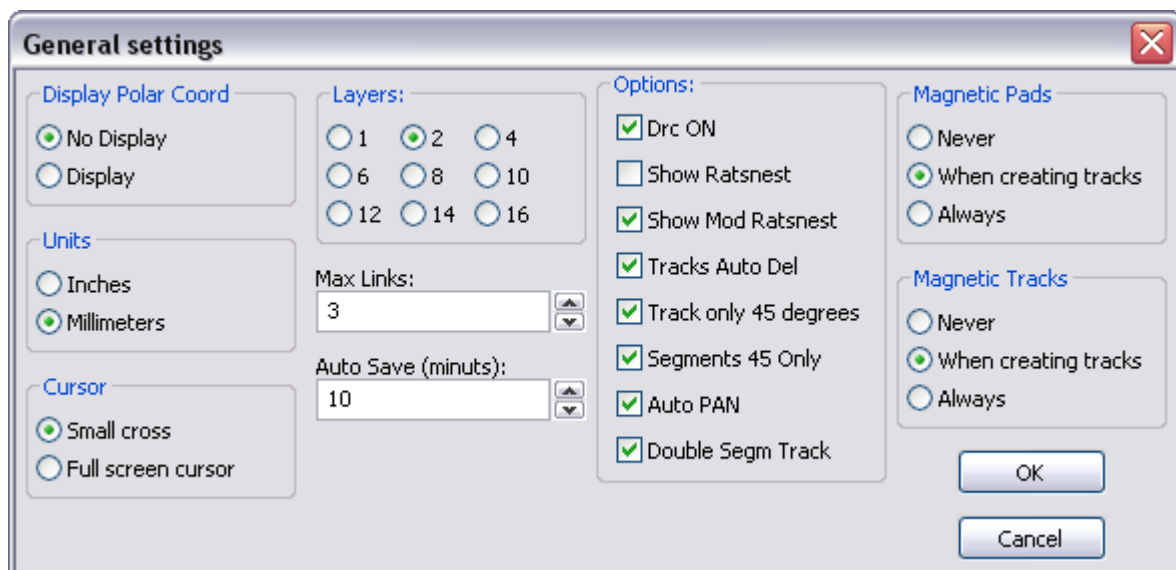 General settings
Display Polar Coord
No Display
Display
Units
Inches
Millimeters
Cursor
Small cross
Full screen cursor
Layers:
1 2 4
6 8 10
12 14 16
Max Links:
3
Auto Save (minuts):
10
Options:
Drc ON
Show Ratsnest
Show Mod Ratsnest
Tracks Auto Del
Track only 45 degrees
Segments 45 Only
Auto PAN
Double Segm Track
Magnetic Pads
Never
When creating tracks
Always
Magnetic Tracks
Never
When creating tracks
Always
OK
Cancel